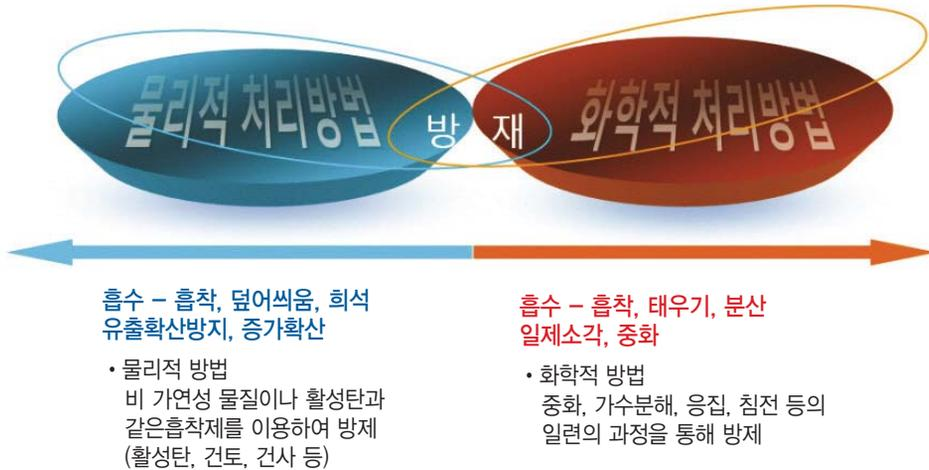 물리적 처리방법
방 재
화학적 처리방법
흡수 – 흡착, 덮어씌움, 희석
유출확산방지, 증가확산
• 물리적 방법
비 가연성 물질이나 활성탄과
같은흡착제를 이용하여 방제
(활성탄, 건토, 건사 등)
흡수 – 흡착, 태우기, 분산
일제소각, 중화
• 화학적 방법
중화, 가수분해, 응집, 침전 등의
일련의 과정을 통해 방제